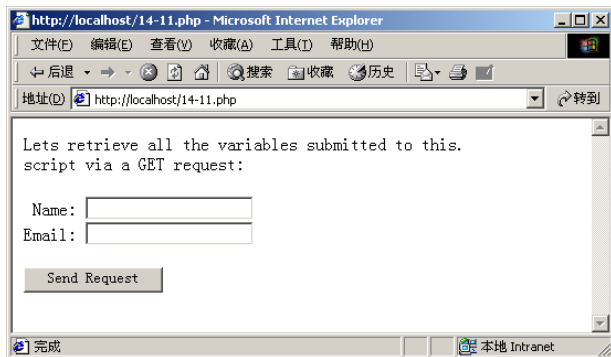 http://localhost/14-11.php - Microsoft Internet Explorer
文件(F) 编辑(E) 查看(V) 收藏(A) 工具(T) 帮助(H)
后退 搜索 收藏 历史
地址(D) http://localhost/14-11.php 转到
Lets retrieve all the variables submitted to this.
script via a GET request:
Name:
Email:
Send Request
完成 本地 Intranet